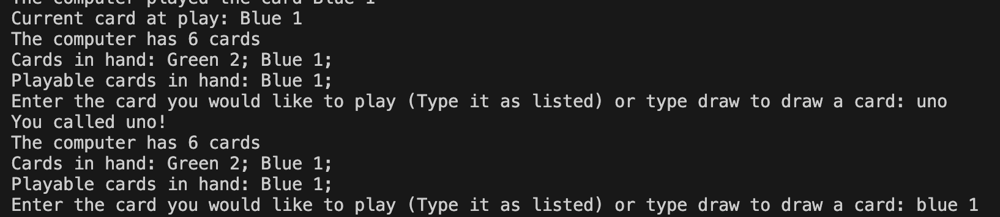 The computer played the card Blue 1
Current card at play: Blue 1
The computer has 6 cards
Cards in hand: Green 2; Blue 1;
Playable cards in hand: Blue 1;
Enter the card you would like to play (Type it as listed) or type draw to draw a card: uno
You called uno!
The computer has 6 cards
Cards in hand: Green 2; Blue 1;
Playable cards in hand: Blue 1;
Enter the card you would like to play (Type it as listed) or type draw to draw a card: blue 1